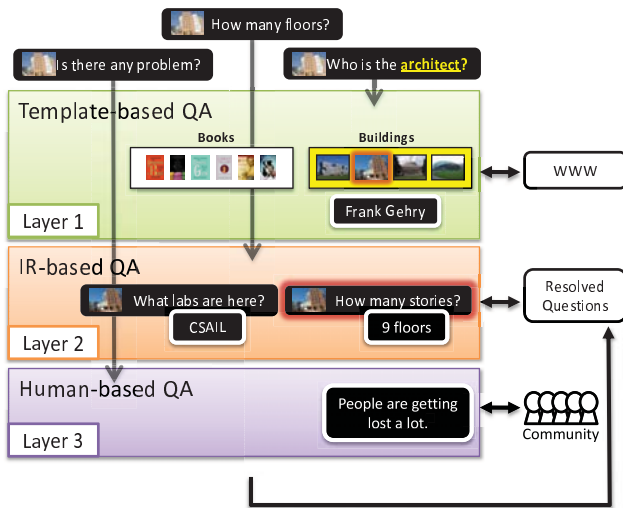 How many floors?
Is there any problem?
Who is the architect?
Template-based QA
Books
Buildings
WWW
Frank Gehry
Layer 1
IR-based QA
What labs are here?
How many stories?
Resolved
Questions
CSAIL
9 floors
Layer 2
Human-based QA
People are getting
lost a lot.
Community
Layer 3